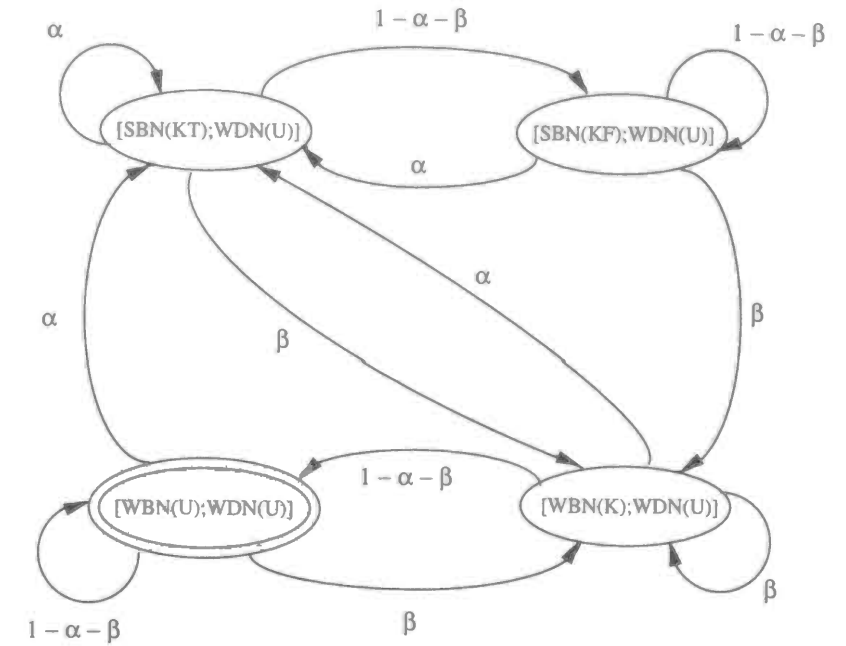 1 − α − β
α
1 − α − β
[SBN(KT);WDN(U)]
[SBN(KF);WDN(U)]
α
α
α
β
β
1 − α − β
[WBN(U);WDN(U)]
[WBN(K);WDN(U)]
β
β
1 − α − β